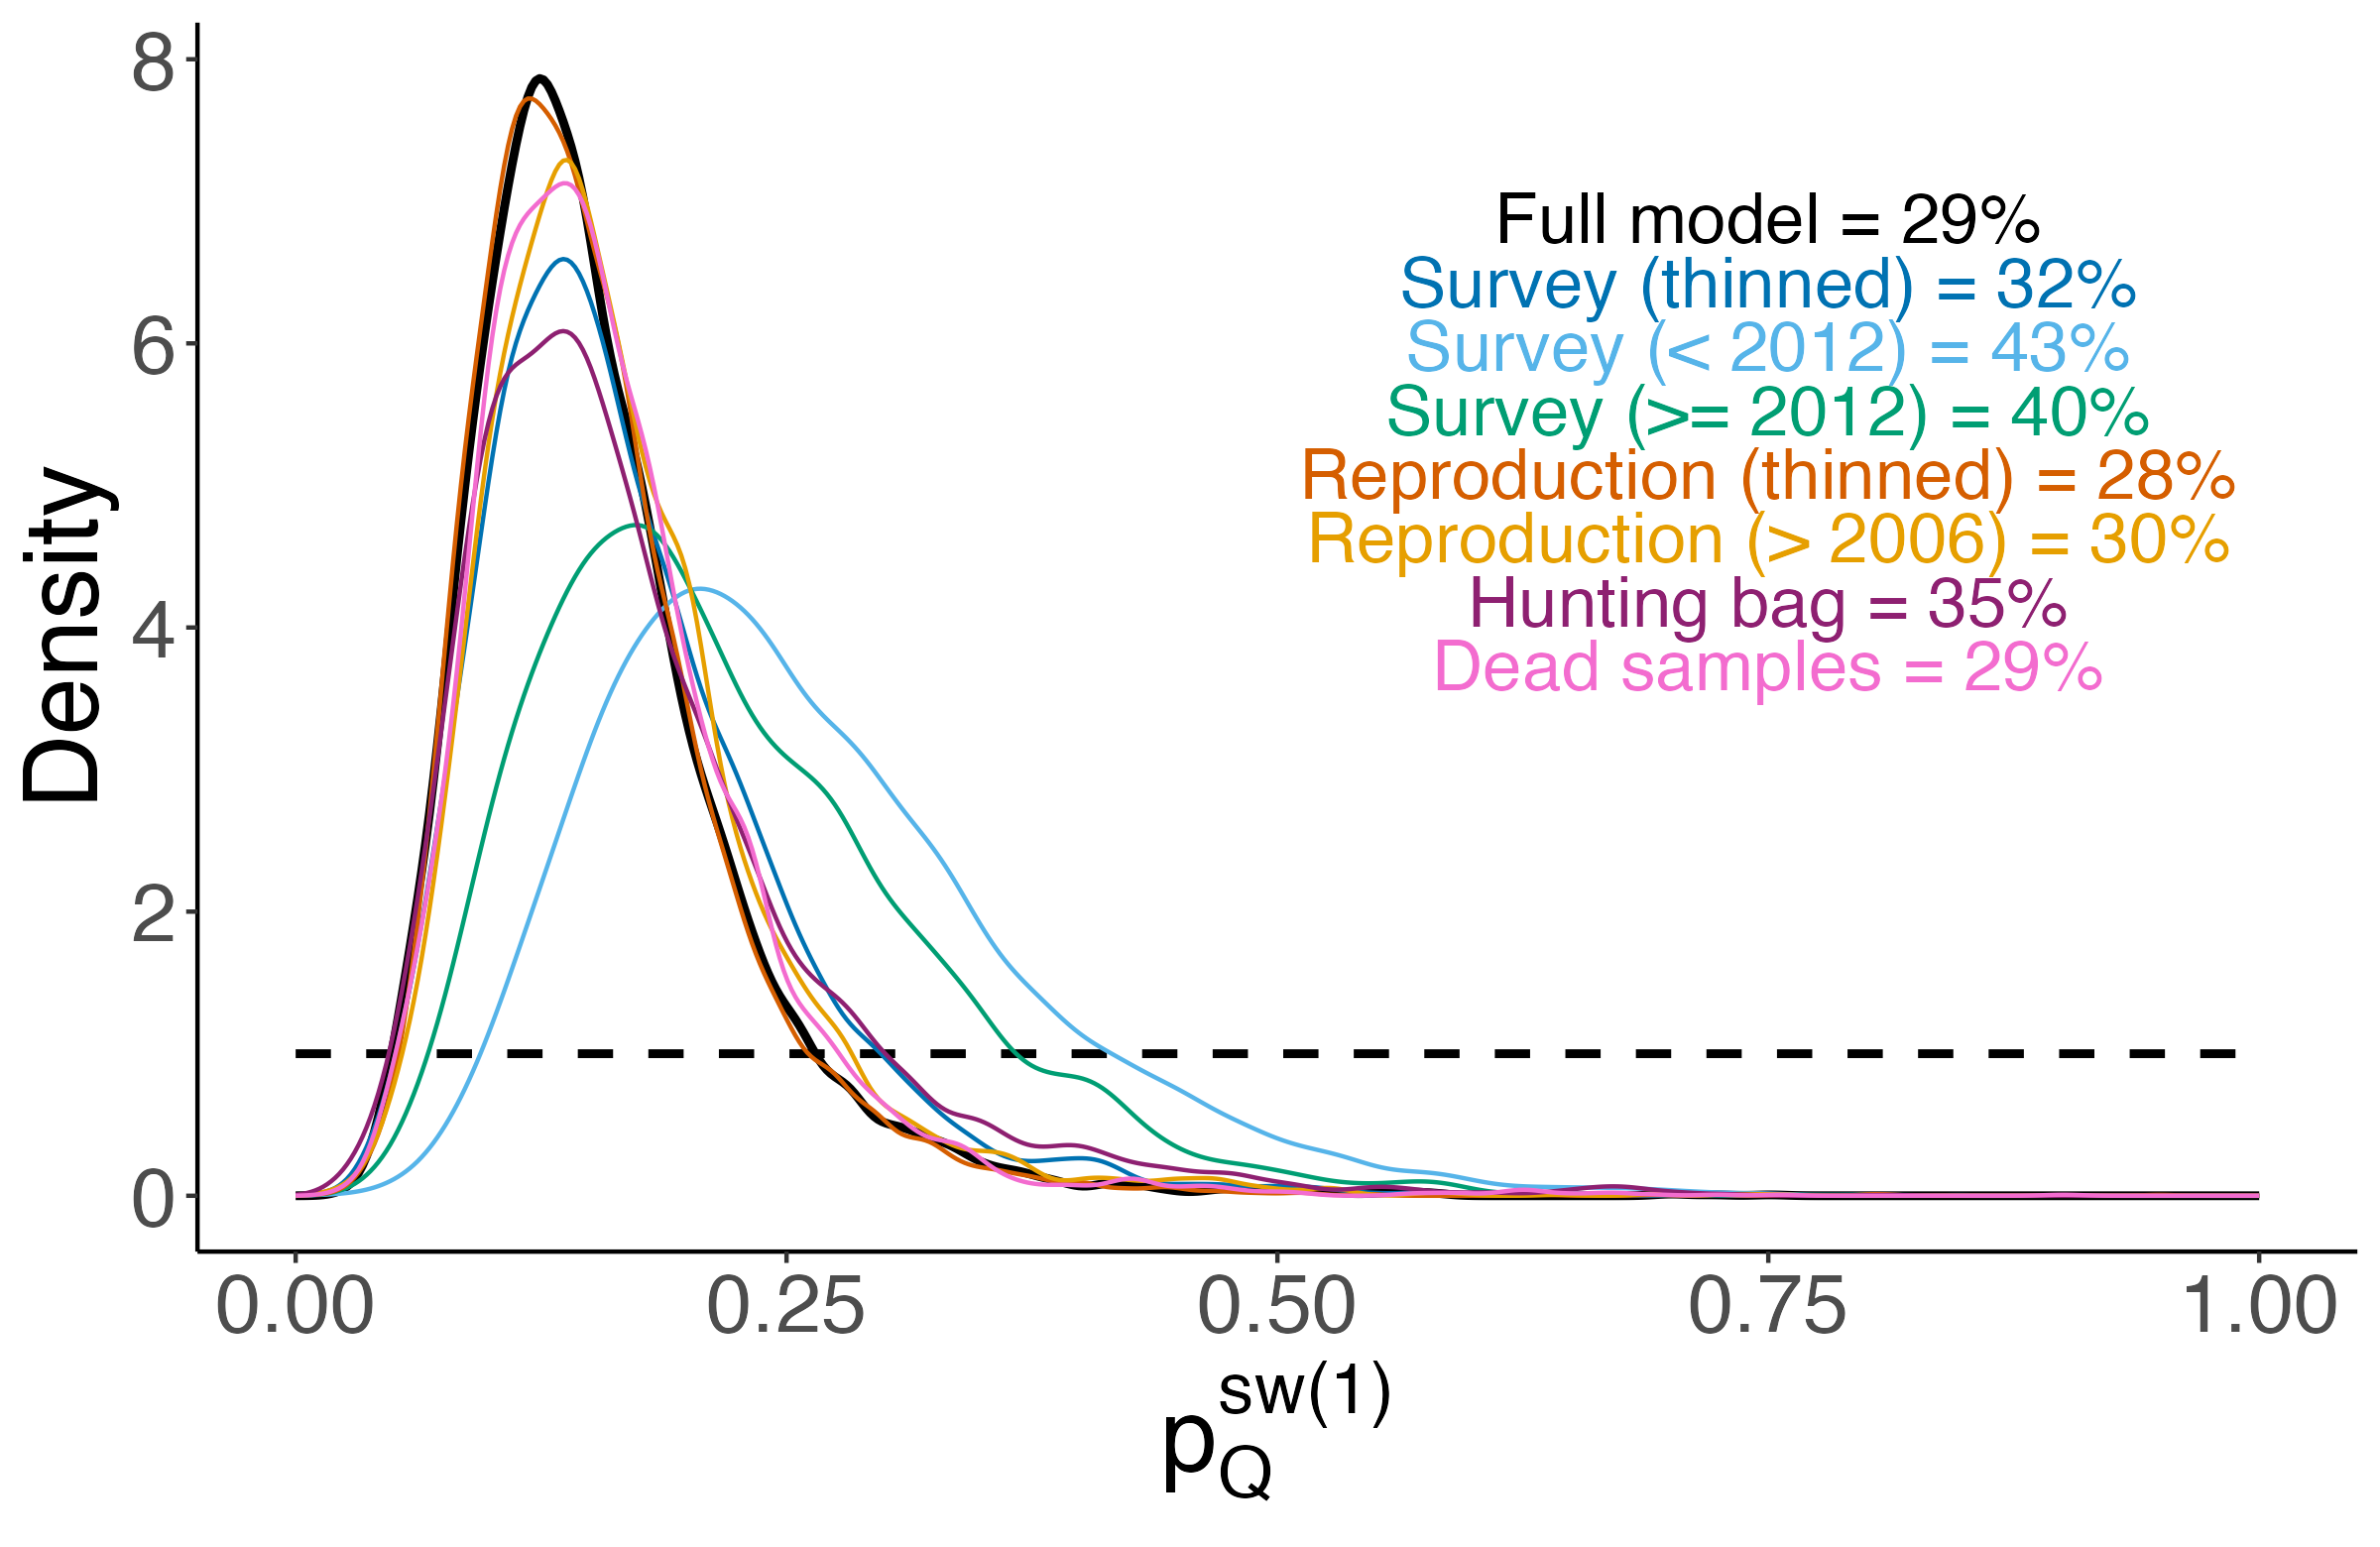 8
6
4
2
0
Density
Full model = 29%
Survey (thinned) = 32%
Survey (< 2012) = 43%
Survey (>= 2012) = 40%
Reproduction (thinned) = 28%
Reproduction (> 2006) = 30%
Hunting bag = 35%
Dead samples = 29%
0.00 0.25 0.50 0.75 1.00
p_Q^sw(1)